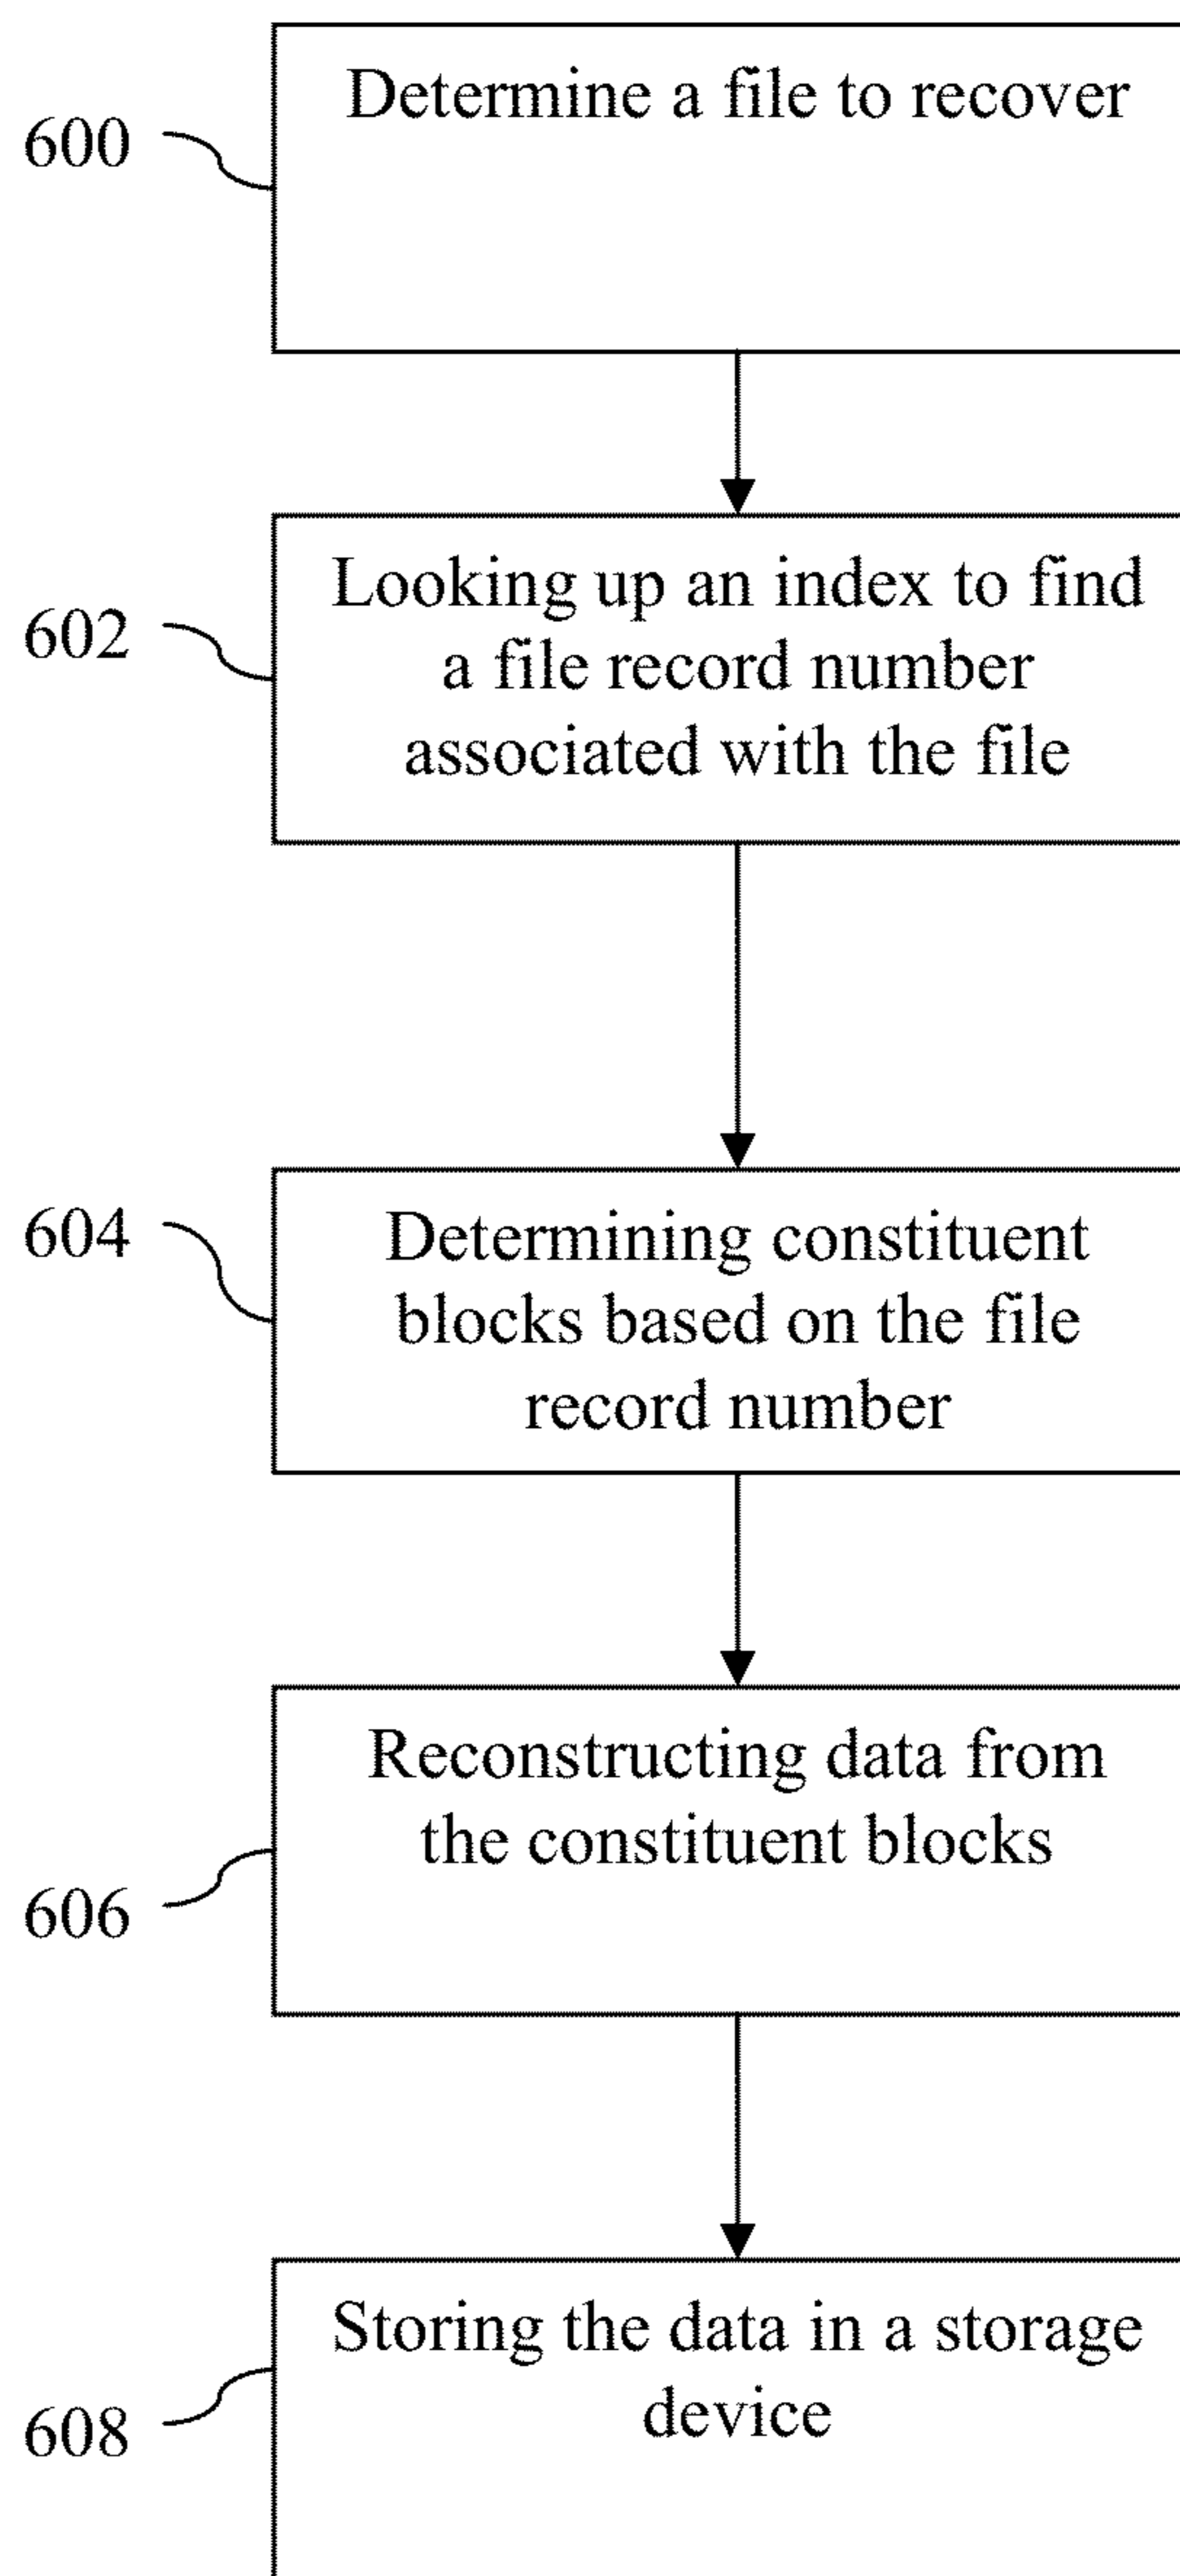 Determine a file to recover
600
Looking up an index to find
602
a file record number
associated with the file
604
Determining constituent
blocks based on the file
record number
Reconstructing data from
the constituent blocks
606
Storing the data in a storage
device
608